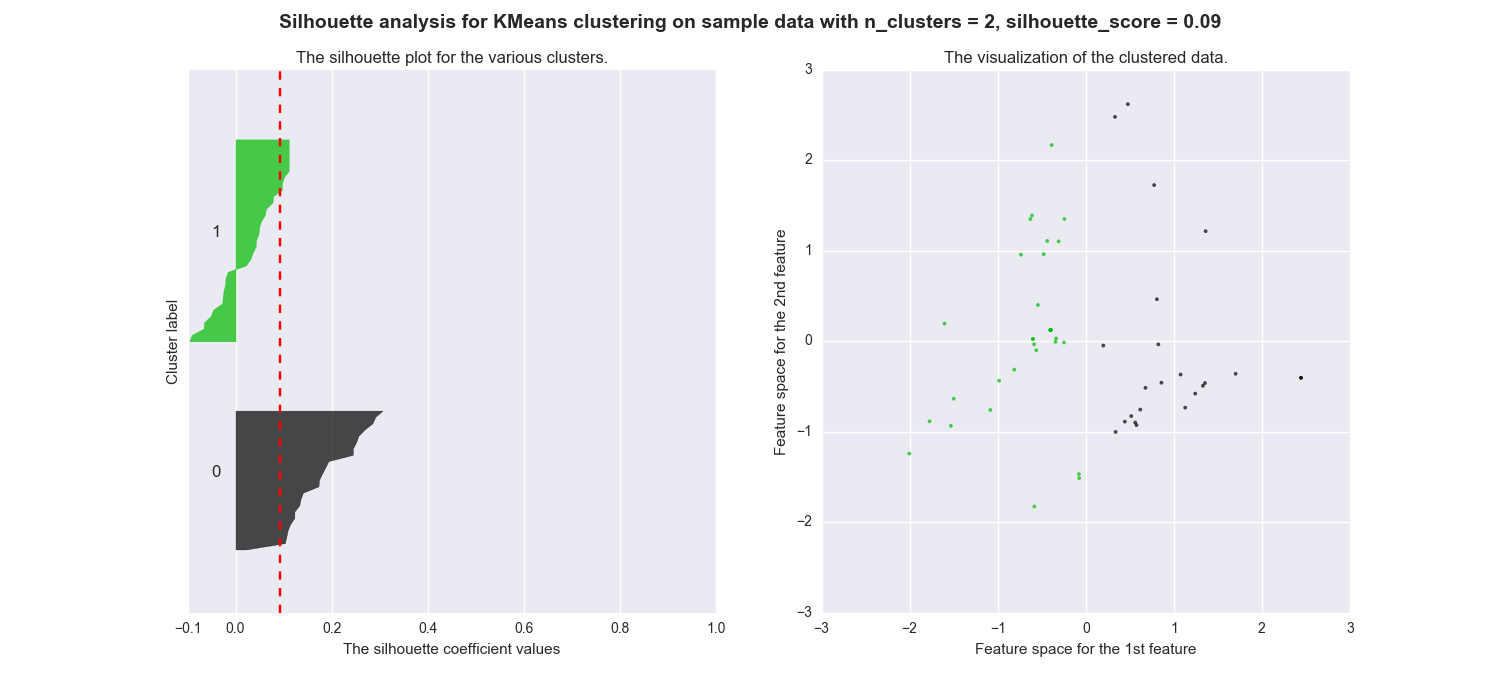 Silhouette analysis for KMeans clustering on sample data with n_clusters = 2, silhouette_score = 0.09
The silhouette plot for the various clusters.
Cluster label
1
0
−0.1 0.0 0.2 0.4 0.6 0.8 1.0
The silhouette coefficient values
The visualization of the clustered data.
Feature space for the 2nd feature
3
2
1
0
−1
−2
−3
−3 −2 −1 0 1 2 3
Feature space for the 1st feature